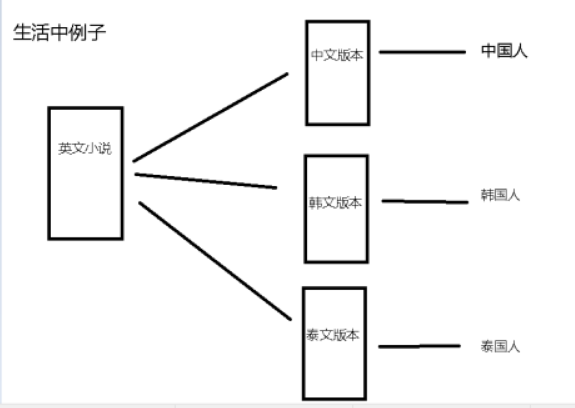 生活中例子
中文版本
中国人
英文小说
韩文版本
韩国人
泰文版本
泰国人